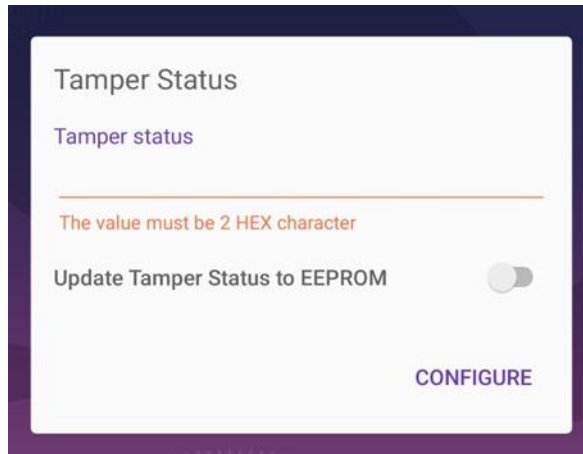 Tamper Status
Tamper status
The value must be 2 HEX character
Update Tamper Status to EEPROM
CONFIGURE